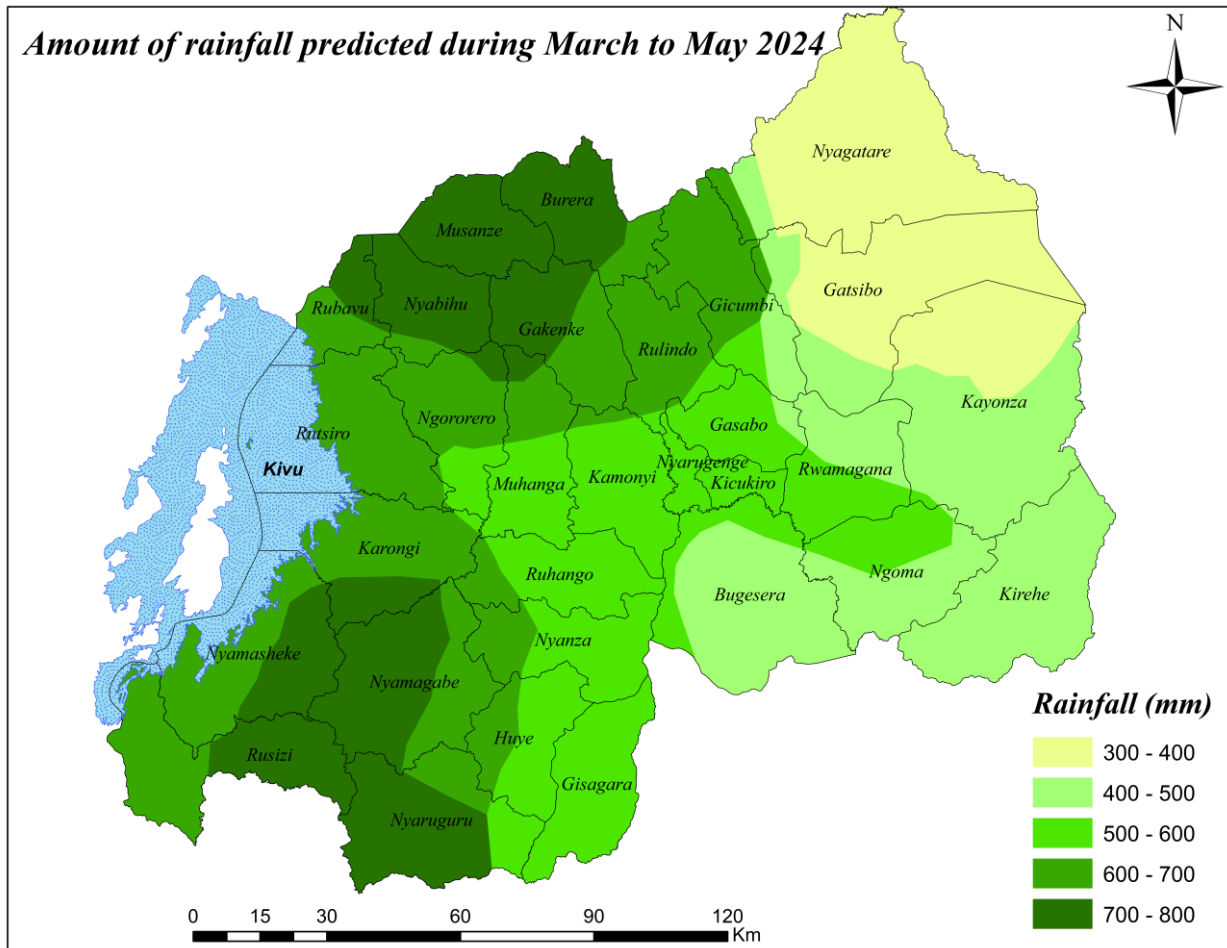 Amount of rainfall predicted during March to May 2024
N
Nyagatare
Burera
Musanze
Gatsibo
Rubavu
Nyabihu
Gicumbi
Gakenke
Rulindo
Kayonza
Ngororero
Gasabo
Rutsiro
Kivu
Nyarugenge
Rwamagana
Muhanga
Kamonyi
Kicukiro
Karongi
Ruhango
Ngoma
Kirehe
Bugesera
Nyanza
Nyamasheke
Nyamagabe
Huye
Rusizi
Gisagara
Nyaruguru
Rainfall (mm)
300 - 400
400 - 500
500 - 600
600 - 700
700 - 800
0 15 30 60 90 120
Km